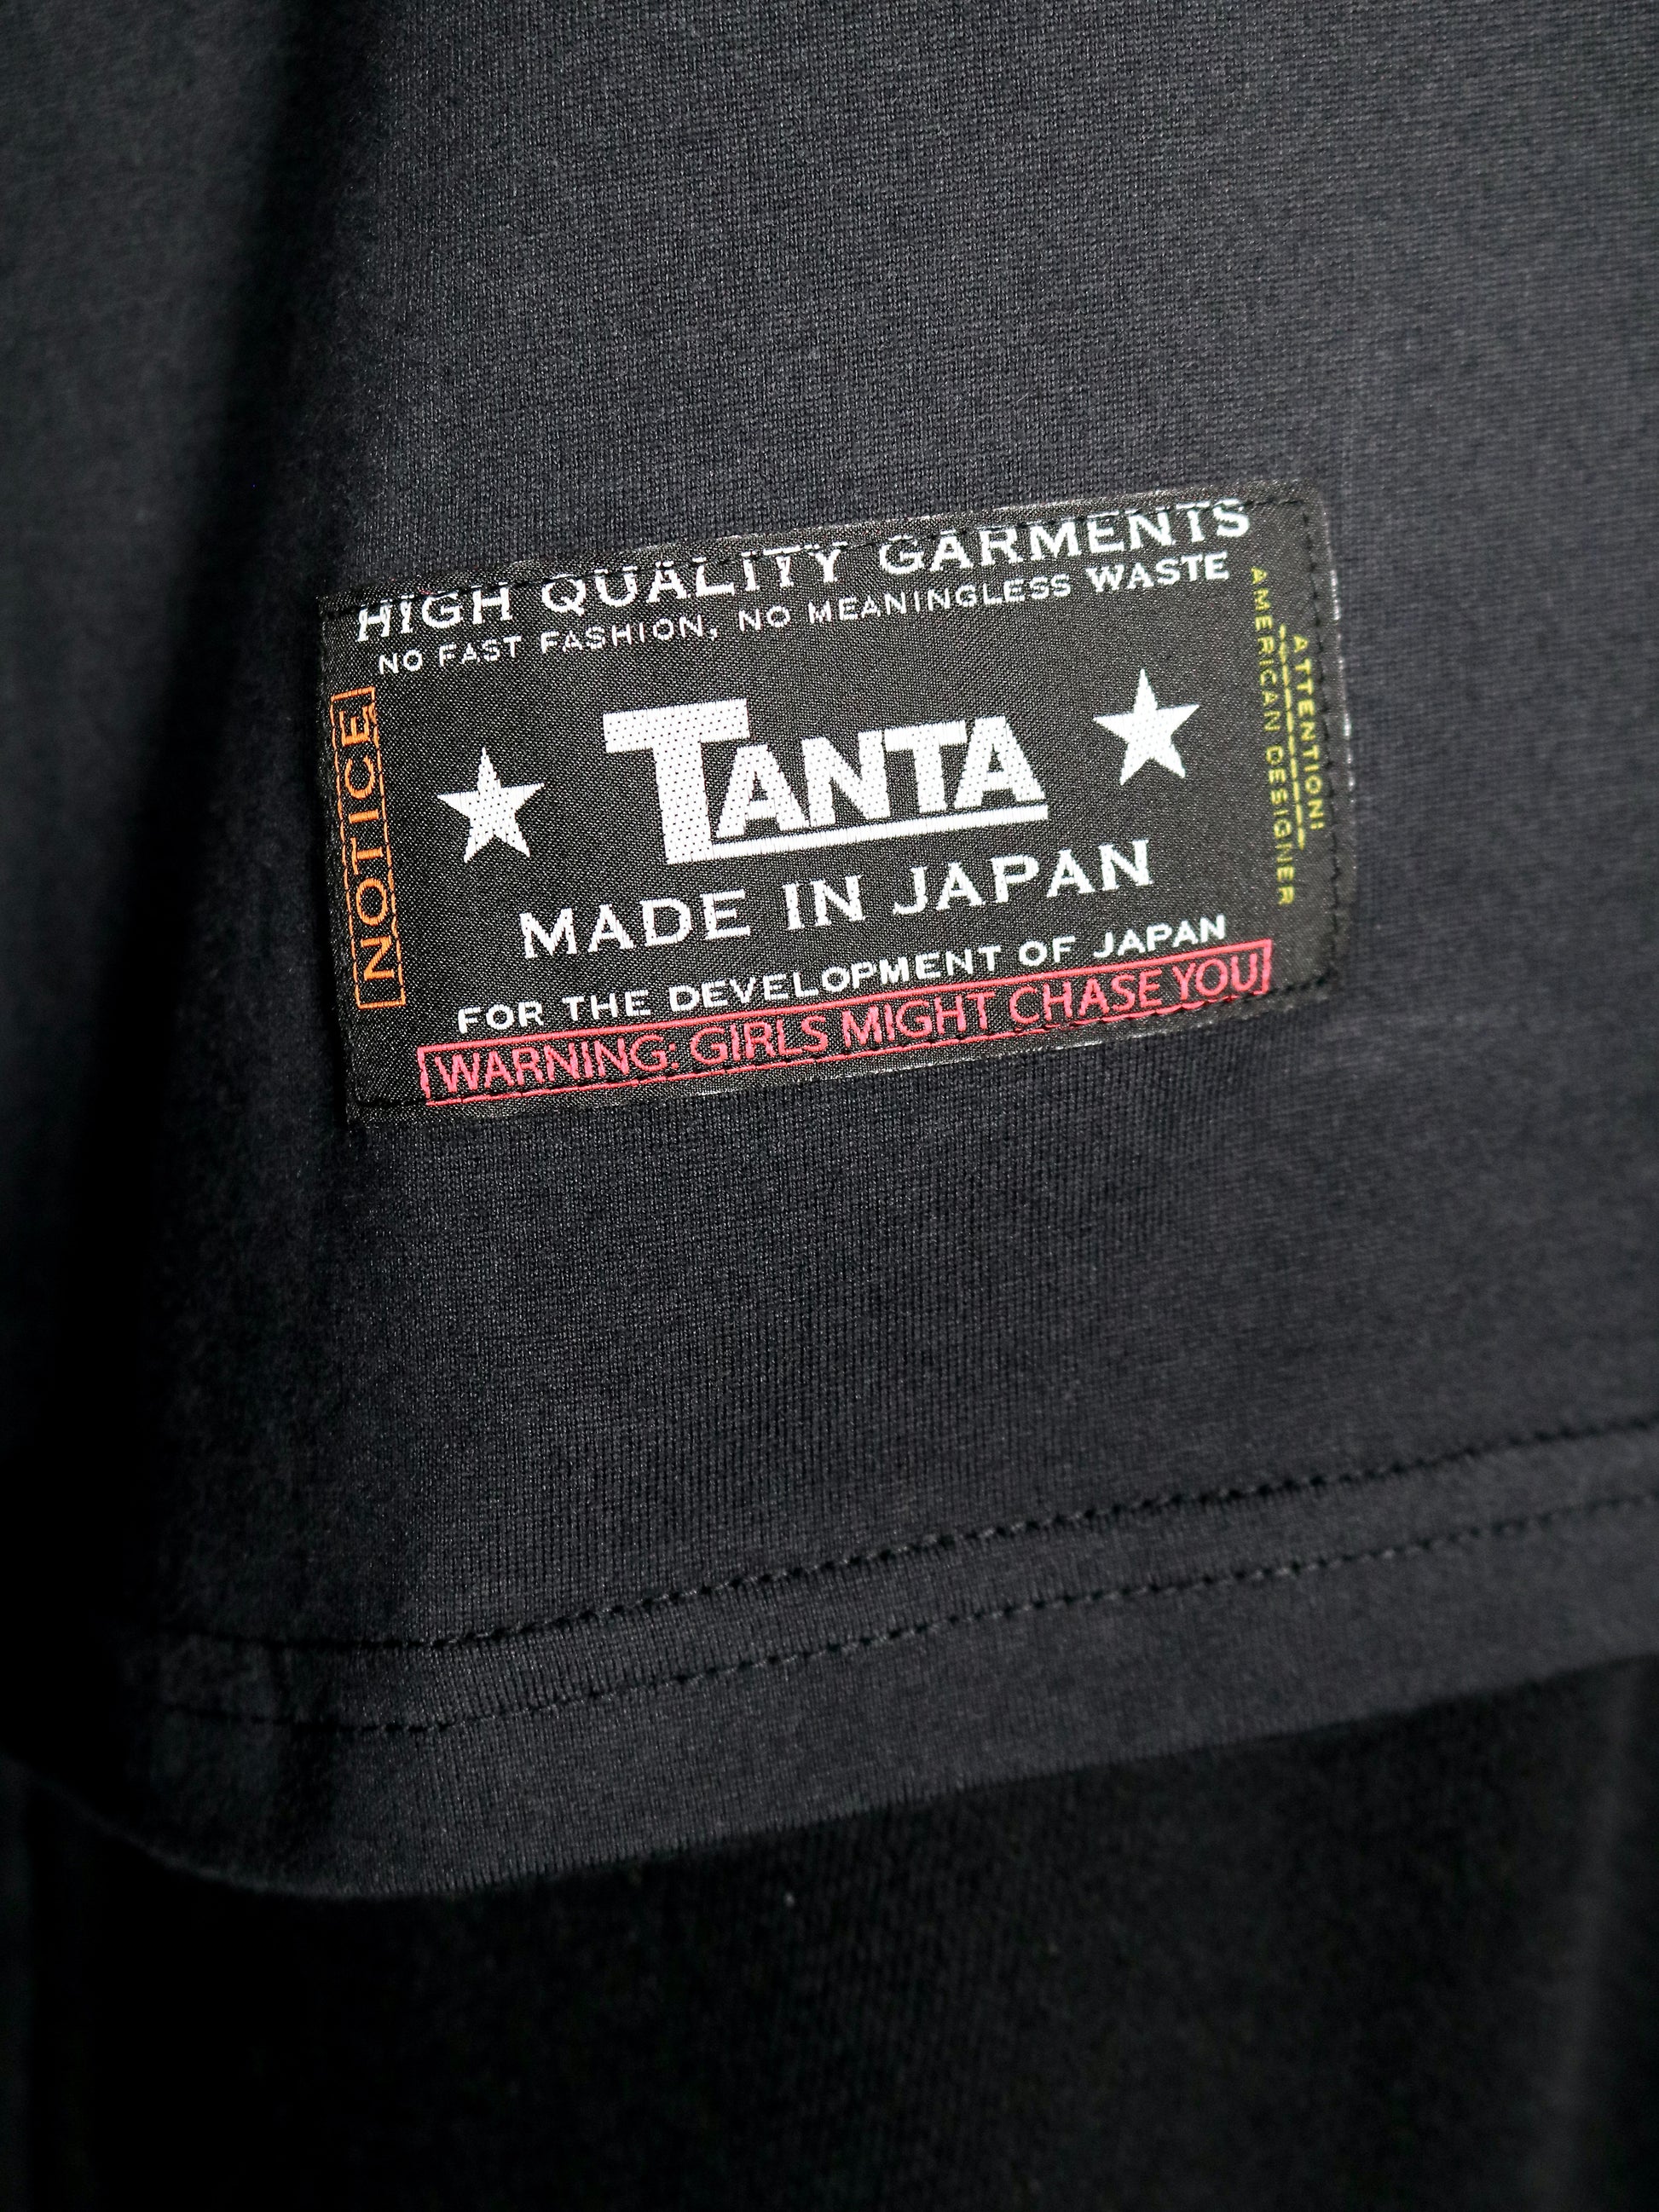 HIGH QUALITY GARMENTS
NO FAST FASHION, NO MEANINGLESS WASTE
NOTICE
TANTA
MADE IN JAPAN
FOR THE DEVELOPMENT OF JAPAN
WARNING: GIRLS MIGHT CHASE YOU
ATTENTION!
AMERICAN DESIGNER